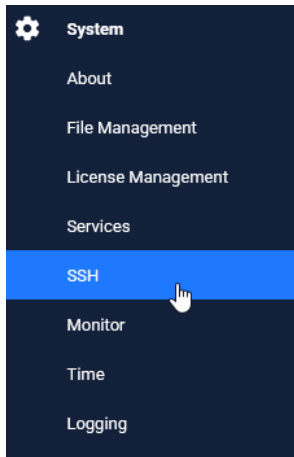 System
About
File Management
License Management
Services
SSH
Monitor
Time
Logging